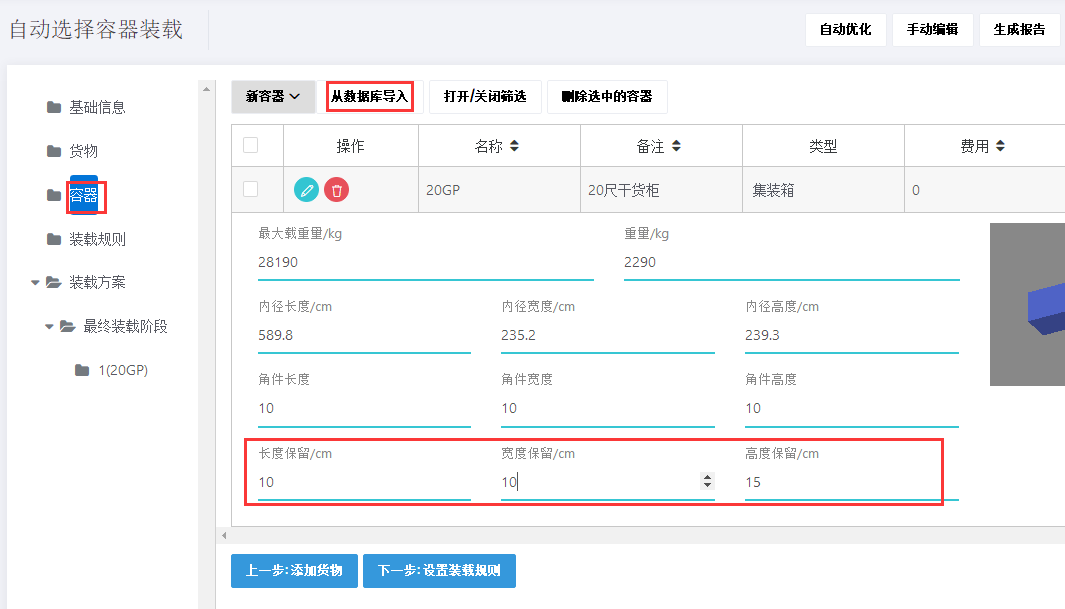 自动选择容器装载
自动优化 手动编辑 生成报告
基础信息
货物
容器
装载规则
装载方案
最终装载阶段
1(20GP)
新容器 从数据库导入 打开/关闭筛选 删除选中的容器
操作 名称 备注 类型 费用
20GP 20尺干货柜 集装箱 0
最大载重量/kg 重量/kg
28190 2290
内径长度/cm 内径宽度/cm 内径高度/cm
589.8 235.2 239.3
角件长度 角件宽度 角件高度
10 10 10
长度保留/cm 宽度保留/cm 高度保留/cm
10 10 15
上一步:添加货物 下一步:设置装载规则